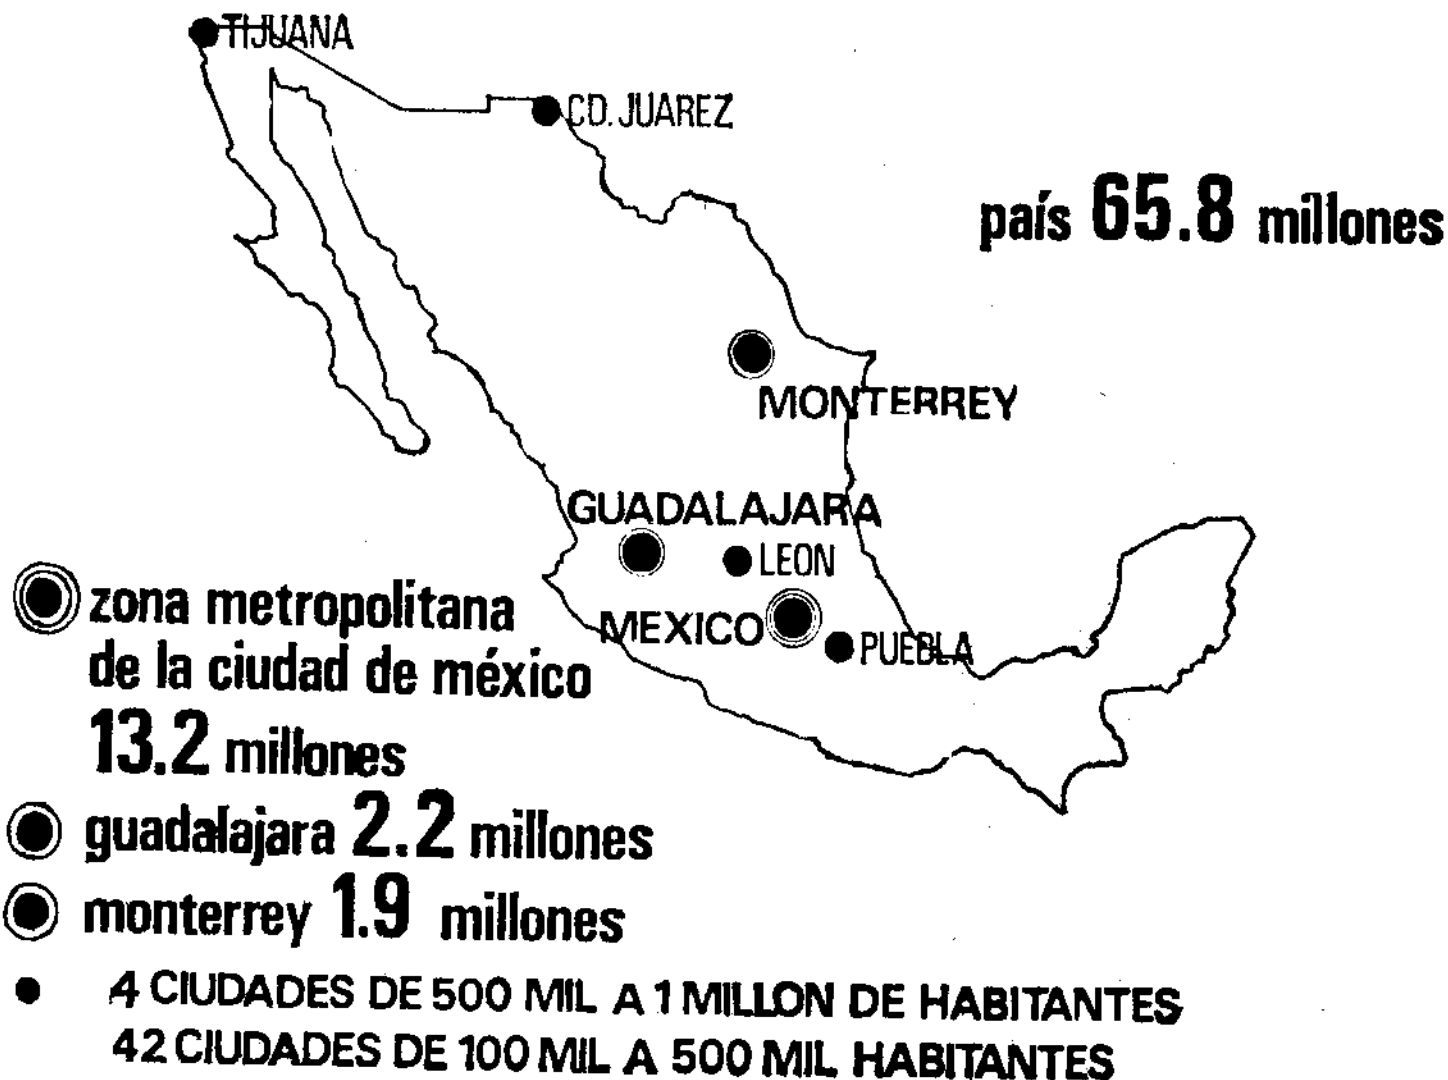 TIJUANA
CD. JUAREZ
país 65.8 millones
MONTERREY
GUADALAJARA
LEON
MEXICO
PUEBLA
zona metropolitana
de la ciudad de méxico
13.2 millones
guadalajara 2.2 millones
monterrey 1.9 millones
4 CIUDADES DE 500 MIL A 1 MILLON DE HABITANTES
42 CIUDADES DE 100 MIL A 500 MIL HABITANTES